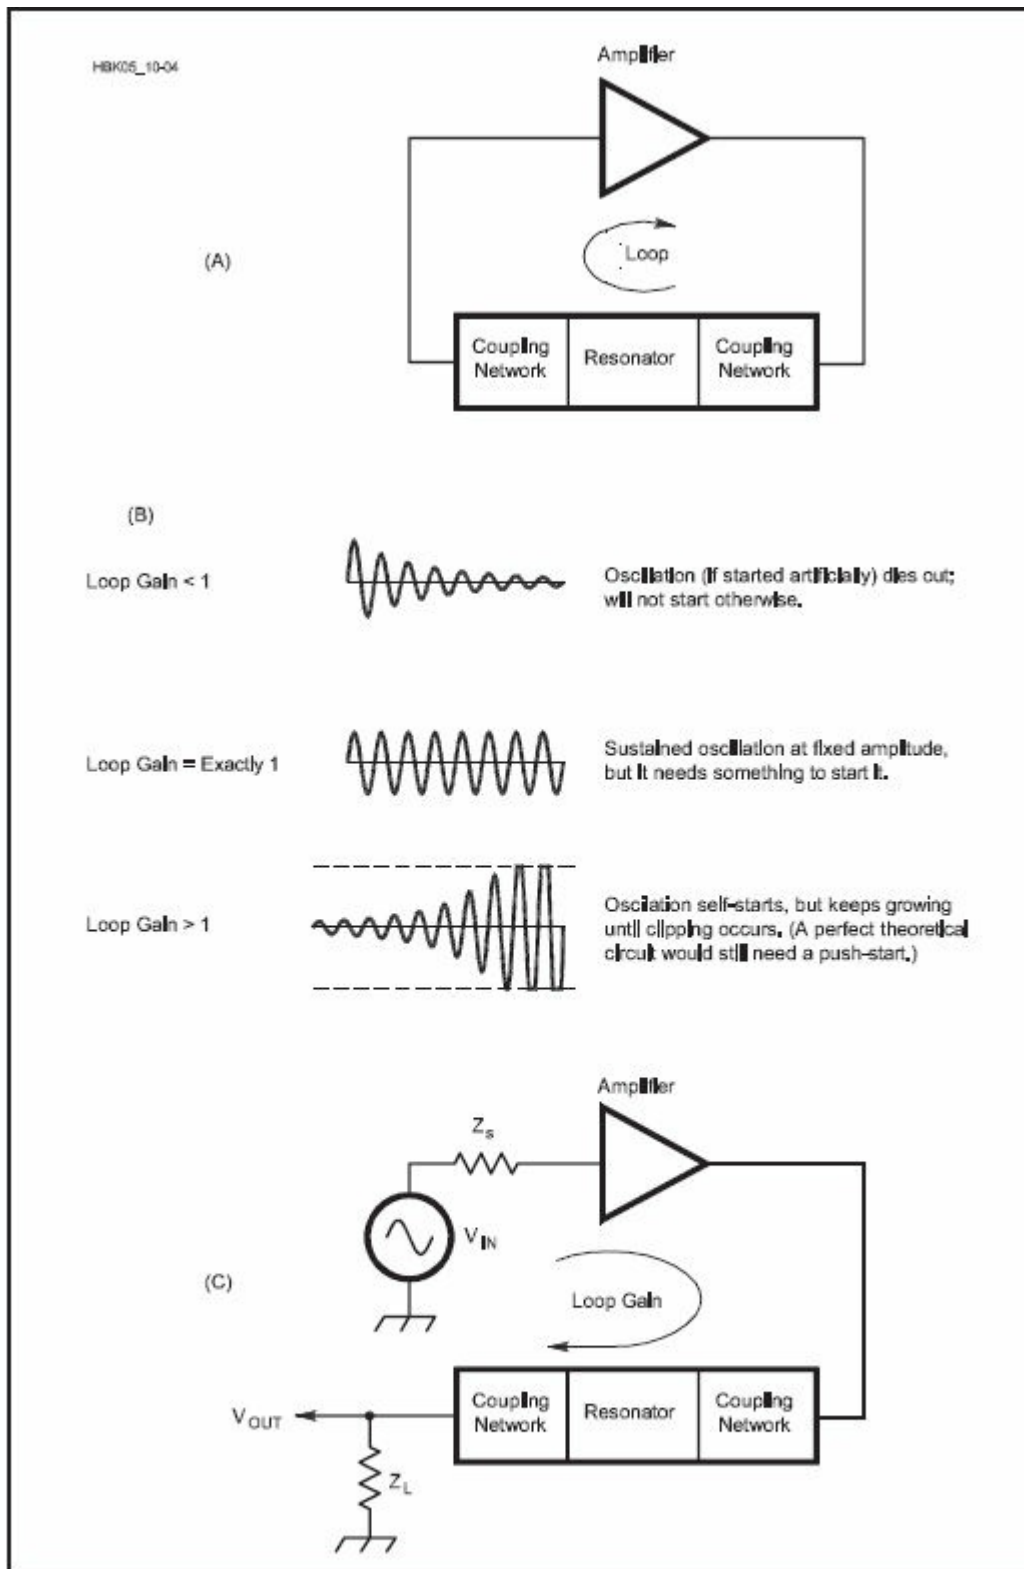 HBK05_10-04
Amplifier
(A)
Loop
Coupling
Network
Resonator
Coupling
Network
(B)
Loop Gain < 1
Oscillation (if started artificially) dies out;
will not start otherwise.
Loop Gain = Exactly 1
Sustained oscillation at fixed amplitude,
but it needs something to start it.
Loop Gain > 1
Oscillation self-starts, but keeps growing
until clipping occurs. (A perfect theoretical
circuit would still need a push-start.)
Amplifier
Zs
VIN
(C)
Loop Gain
Coupling
Network
Resonator
Coupling
Network
VOUT
ZL